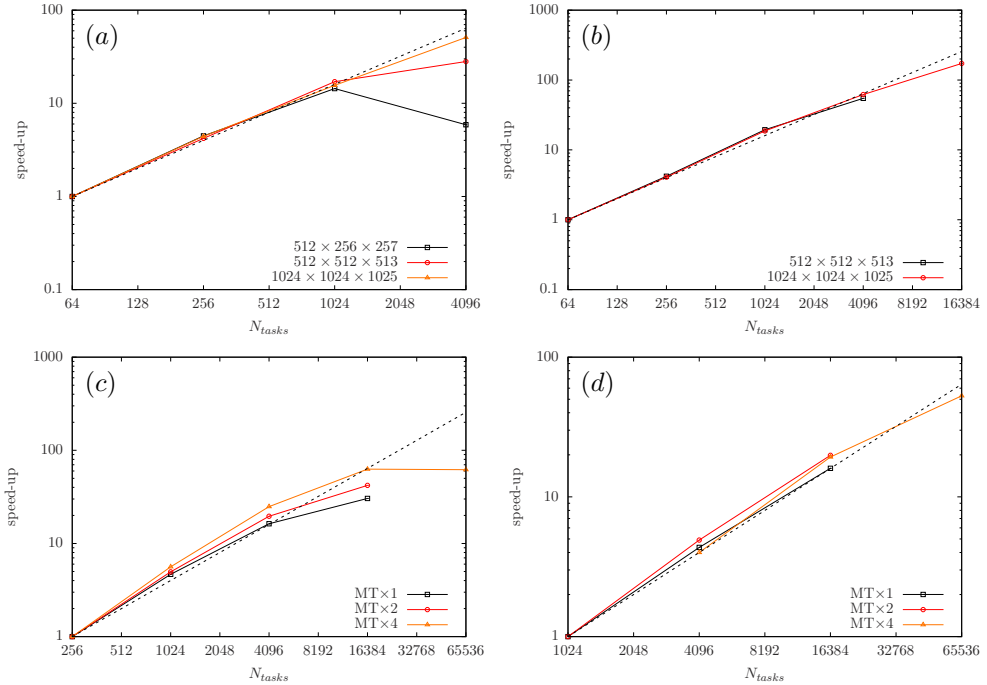 (a)
speed-up
100
10
1
0.1
512 × 256 × 257
512 × 512 × 513
1024 × 1024 × 1025
64 128 256 512 1024 2048 4096
N_tasks
(b)
speed-up
1000
100
10
1
0.1
512 × 512 × 513
1024 × 1024 × 1025
64 128 256 512 1024 2048 4096 8192 16384
N_tasks
(c)
speed-up
1000
100
10
1
MT×1
MT×2
MT×4
256 512 1024 2048 4096 8192 16384 32768 65536
N_tasks
(d)
speed-up
100
10
1
MT×1
MT×2
MT×4
1024 2048 4096 8192 16384 32768 65536
N_tasks